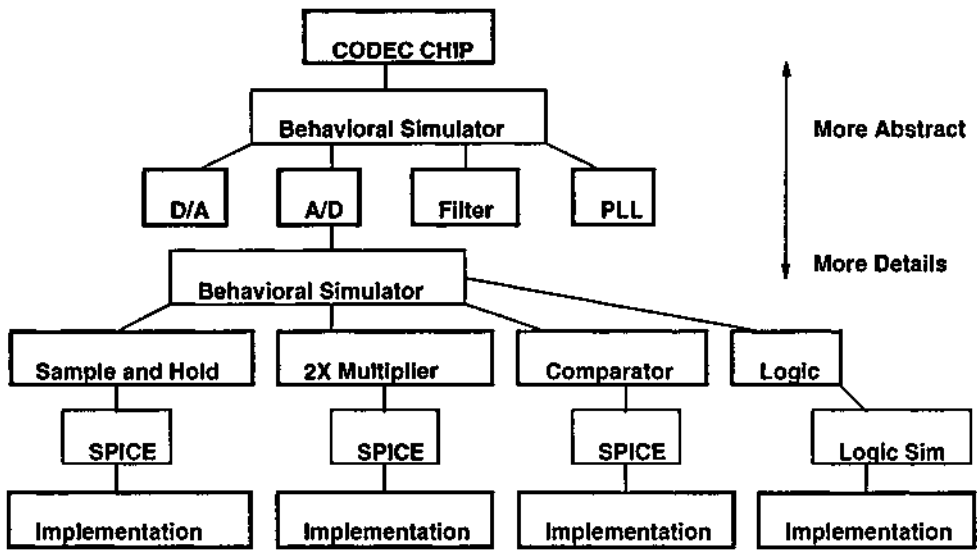 CODEC CHIP
Behavioral Simulator
More Abstract
D/A
A/D
Filter
PLL
More Details
Behavioral Simulator
Sample and Hold
2X Multiplier
Comparator
Logic
SPICE
SPICE
SPICE
Logic Sim
Implementation
Implementation
Implementation
Implementation